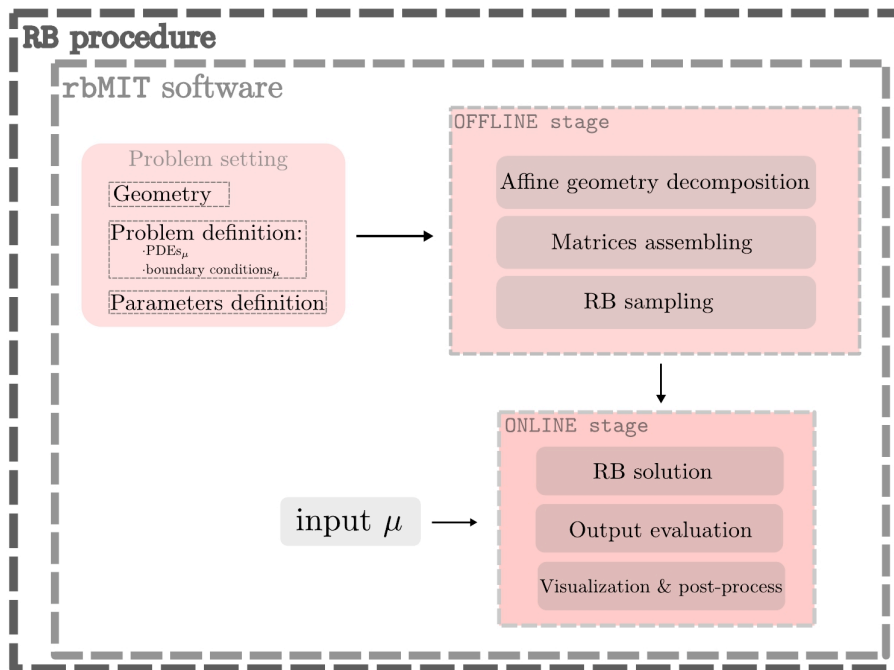 RB procedure
rbMIT software
Problem setting
Geometry
Problem definition:
·PDEsμ
·boundary conditionsμ
Parameters definition
OFFLINE stage
Affine geometry decomposition
Matrices assembling
RB sampling
ONLINE stage
RB solution
Output evaluation
Visualization & post-process
input μ